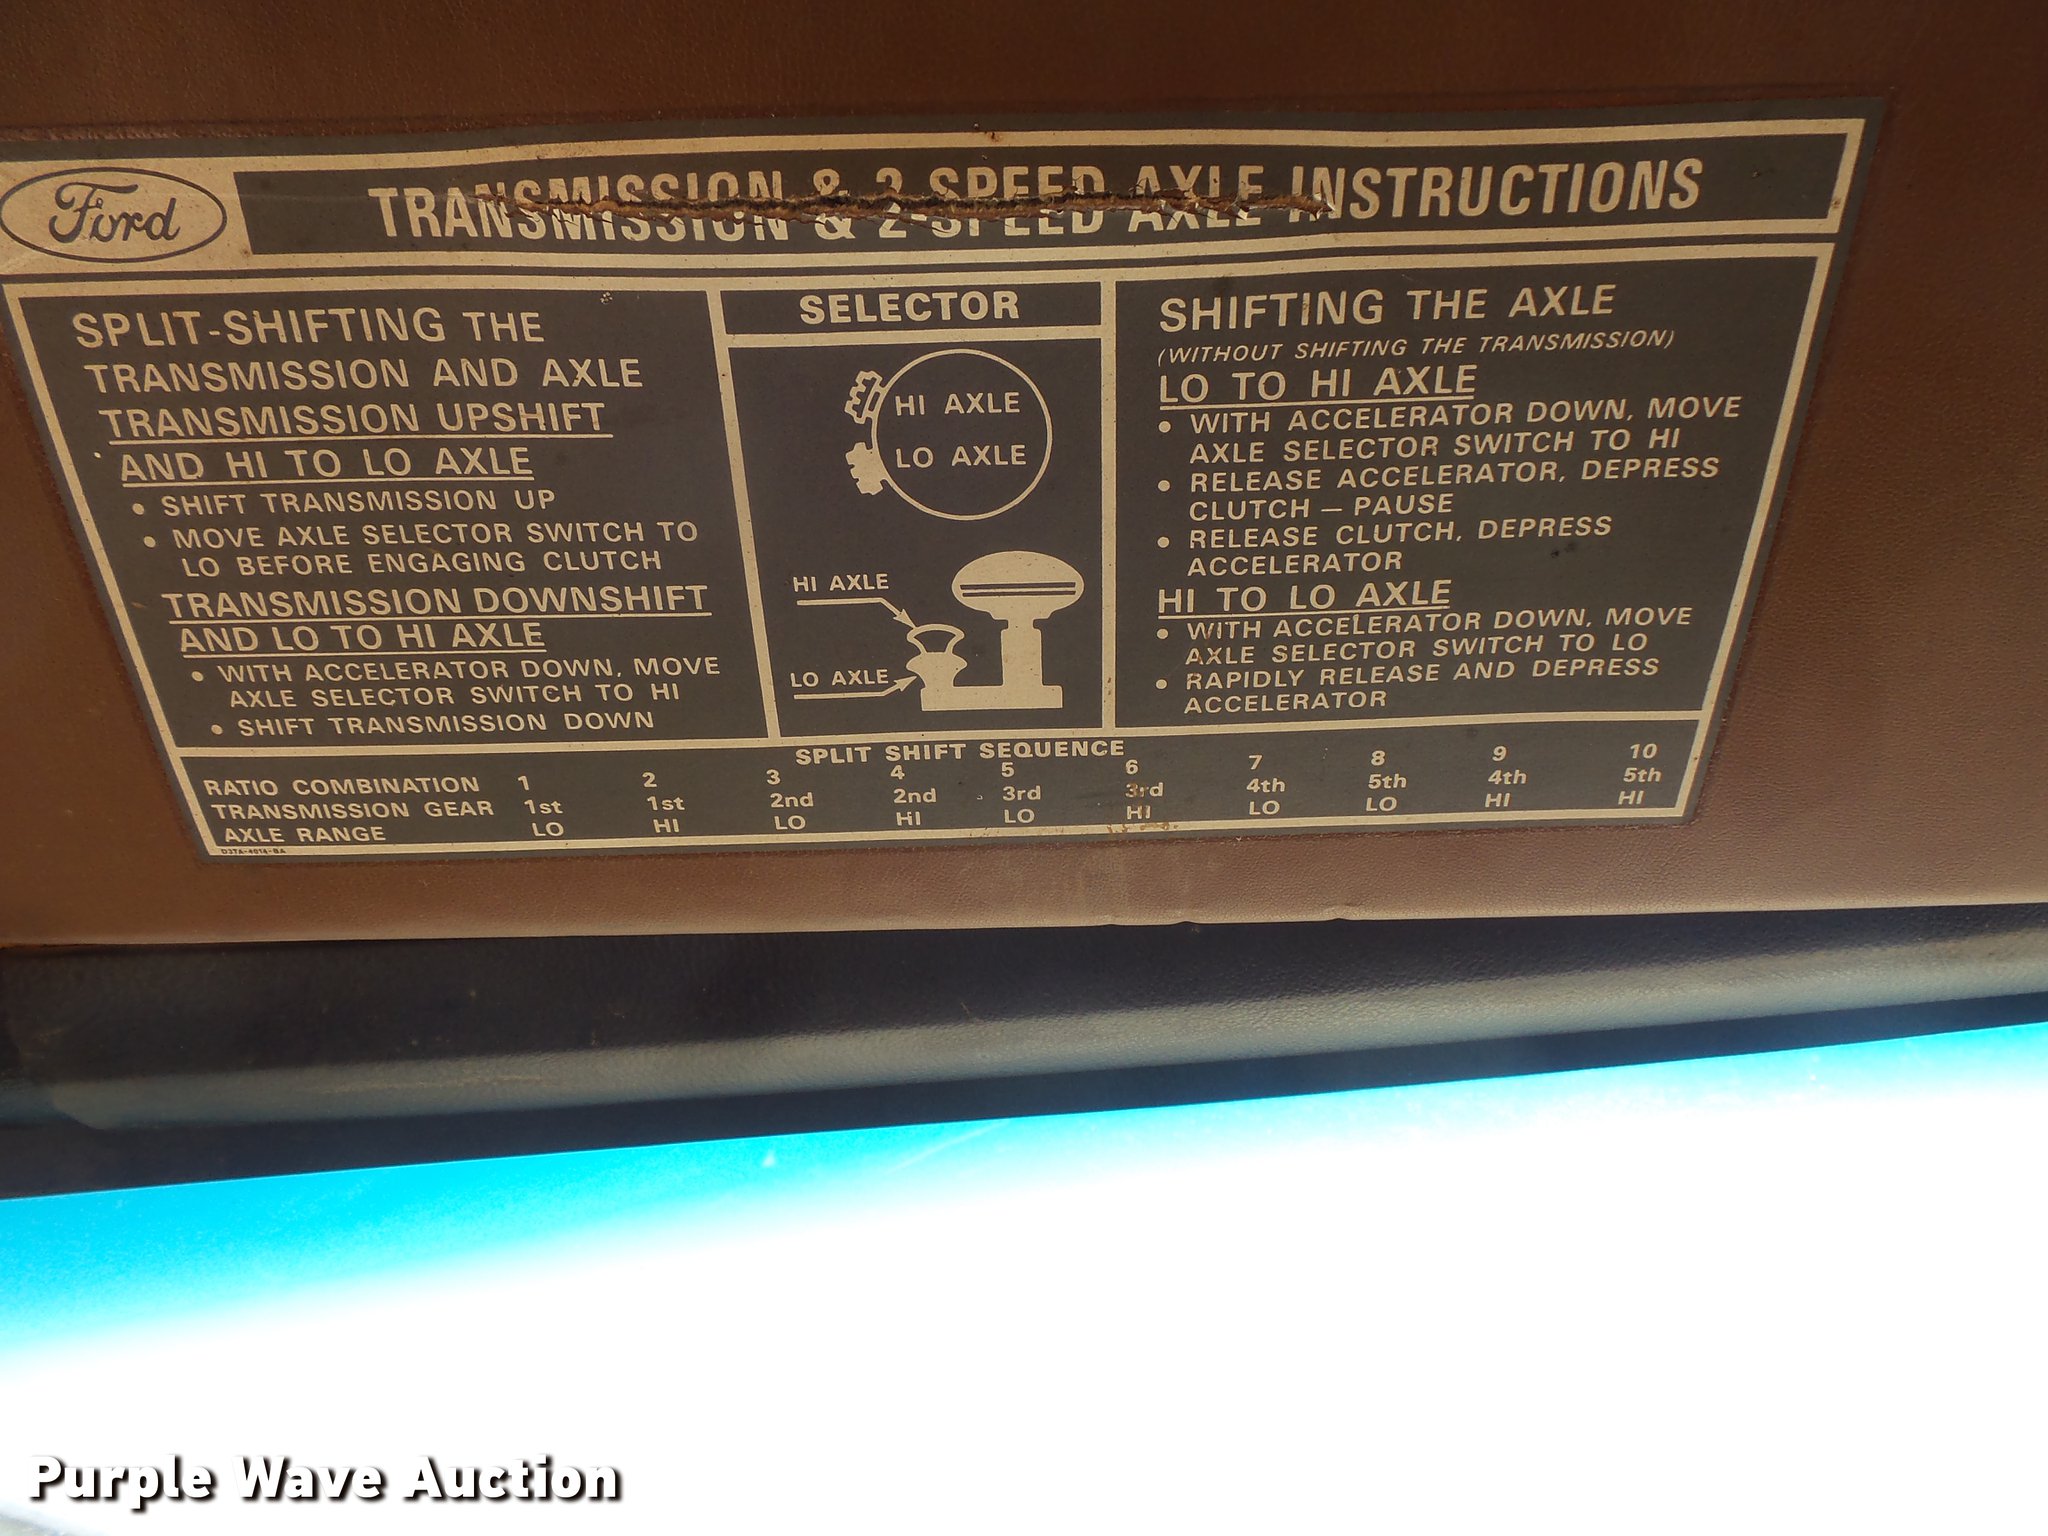 Ford
TRANSMISSION & 2-SPEED AXLE INSTRUCTIONS
SPLIT-SHIFTING THE
TRANSMISSION AND AXLE
TRANSMISSION UPSHIFT
AND HI TO LO AXLE
• SHIFT TRANSMISSION UP
• MOVE AXLE SELECTOR SWITCH TO
LO BEFORE ENGAGING CLUTCH
TRANSMISSION DOWNSHIFT
AND LO TO HI AXLE
• WITH ACCELERATOR DOWN, MOVE
AXLE SELECTOR SWITCH TO HI
• SHIFT TRANSMISSION DOWN
SELECTOR
HI AXLE
LO AXLE
HI AXLE
LO AXLE
SHIFTING THE AXLE
(WITHOUT SHIFTING THE TRANSMISSION)
LO TO HI AXLE
• WITH ACCELERATOR DOWN, MOVE
AXLE SELECTOR SWITCH TO HI
• RELEASE ACCELERATOR, DEPRESS
CLUTCH — PAUSE
• RELEASE CLUTCH, DEPRESS
ACCELERATOR
HI TO LO AXLE
• WITH ACCELERATOR DOWN, MOVE
AXLE SELECTOR SWITCH TO LO
• RAPIDLY RELEASE AND DEPRESS
ACCELERATOR
SPLIT SHIFT SEQUENCE
RATIO COMBINATION 1 2 3 4 5 6 7 8 9 10
TRANSMISSION GEAR 1st 1st 2nd 2nd 3rd 3rd 4th 5th 4th 5th
AXLE RANGE LO HI LO HI LO HI LO LO HI HI
D3TA-4014-BA
Purple Wave Auction